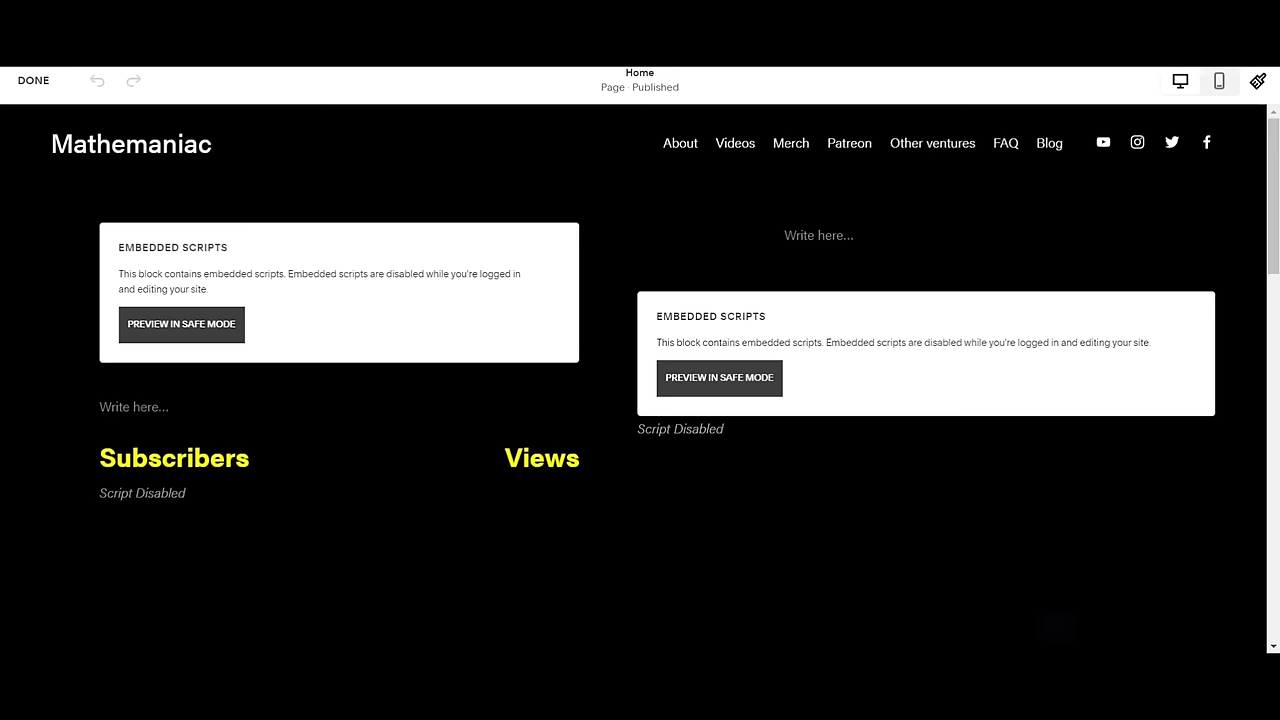 DONE
Home
Page · Published
Mathemaniac
About Videos Merch Patreon Other ventures FAQ Blog
EMBEDDED SCRIPTS
This block contains embedded scripts. Embedded scripts are disabled while you're logged in
and editing your site.
PREVIEW IN SAFE MODE
Write here...
Subscribers Views
Script Disabled
Write here...
EMBEDDED SCRIPTS
This block contains embedded scripts. Embedded scripts are disabled while you're logged in and editing your site.
PREVIEW IN SAFE MODE
Script Disabled